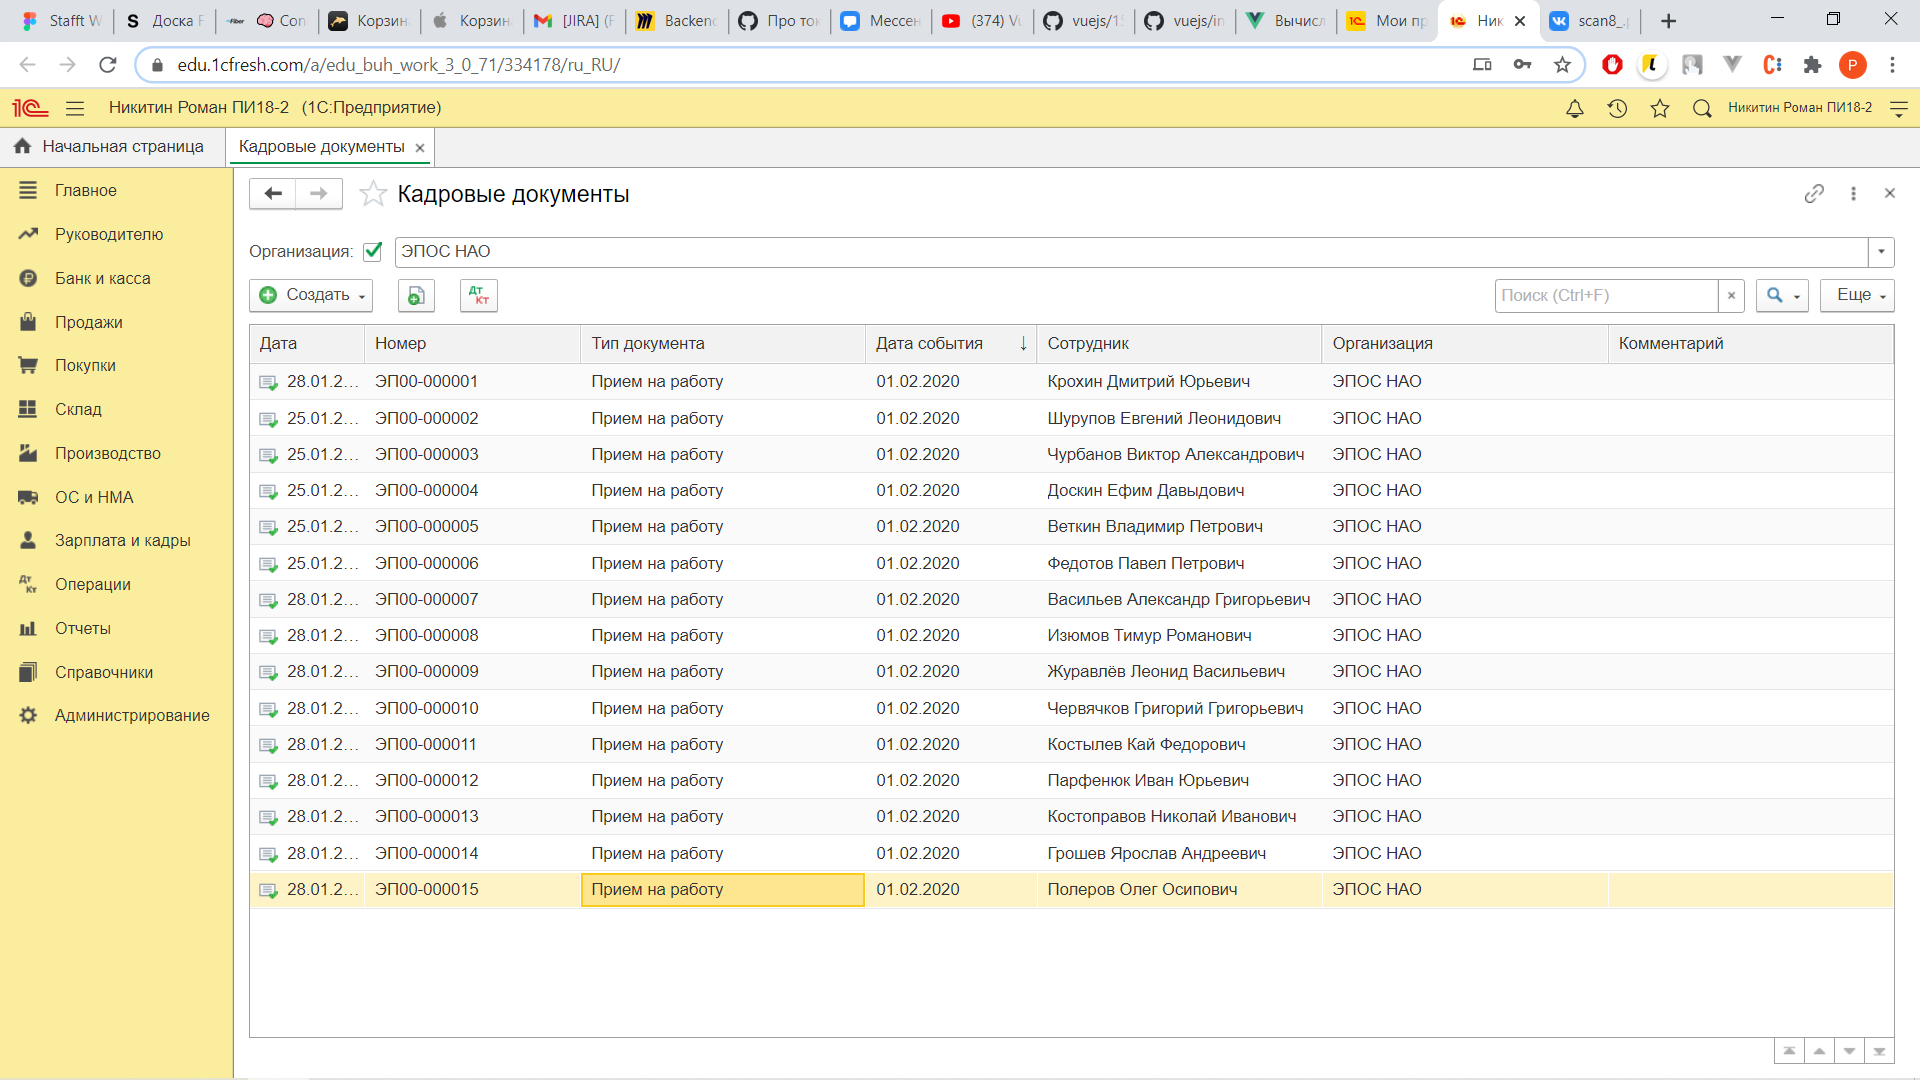 Stafft W
Доска F
Con
Корзин
Корзин
[JIRA] (F
Backend
Про ток
Мессен
(374) Vu
vuejs/15
vuejs/in
Вычисл
Мои пр
Ник
scan8_.
edu.1cfresh.com/a/edu_buh_work_3_0_71/334178/ru_RU/
Никитин Роман ПИ18-2 (1С:Предприятие)
Никитин Роман ПИ18-2
Начальная страница
Кадровые документы
Главное
Руководителю
Банк и касса
Продажи
Покупки
Склад
Производство
ОС и НМА
Зарплата и кадры
Операции
Отчеты
Справочники
Администрирование
Кадровые документы
Организация: ЭПОС НАО
Создать
Дт Кт
Поиск (Ctrl+F)
Еще
Дата Номер Тип документа Дата события ↓ Сотрудник Организация Комментарий
28.01.2... ЭП00-000001 Прием на работу 01.02.2020 Крохин Дмитрий Юрьевич ЭПОС НАО
25.01.2... ЭП00-000002 Прием на работу 01.02.2020 Шурупов Евгений Леонидович ЭПОС НАО
25.01.2... ЭП00-000003 Прием на работу 01.02.2020 Чурбанов Виктор Александрович ЭПОС НАО
25.01.2... ЭП00-000004 Прием на работу 01.02.2020 Доскин Ефим Давыдович ЭПОС НАО
25.01.2... ЭП00-000005 Прием на работу 01.02.2020 Веткин Владимир Петрович ЭПОС НАО
25.01.2... ЭП00-000006 Прием на работу 01.02.2020 Федотов Павел Петрович ЭПОС НАО
28.01.2... ЭП00-000007 Прием на работу 01.02.2020 Васильев Александр Григорьевич ЭПОС НАО
28.01.2... ЭП00-000008 Прием на работу 01.02.2020 Изюмов Тимур Романович ЭПОС НАО
28.01.2... ЭП00-000009 Прием на работу 01.02.2020 Журавлёв Леонид Васильевич ЭПОС НАО
28.01.2... ЭП00-000010 Прием на работу 01.02.2020 Червячков Григорий Григорьевич ЭПОС НАО
28.01.2... ЭП00-000011 Прием на работу 01.02.2020 Костылев Кай Федорович ЭПОС НАО
28.01.2... ЭП00-000012 Прием на работу 01.02.2020 Парфенюк Иван Юрьевич ЭПОС НАО
28.01.2... ЭП00-000013 Прием на работу 01.02.2020 Костоправов Николай Иванович ЭПОС НАО
28.01.2... ЭП00-000014 Прием на работу 01.02.2020 Грошев Ярослав Андреевич ЭПОС НАО
28.01.2... ЭП00-000015 Прием на работу 01.02.2020 Полеров Олег Осипович ЭПОС НАО